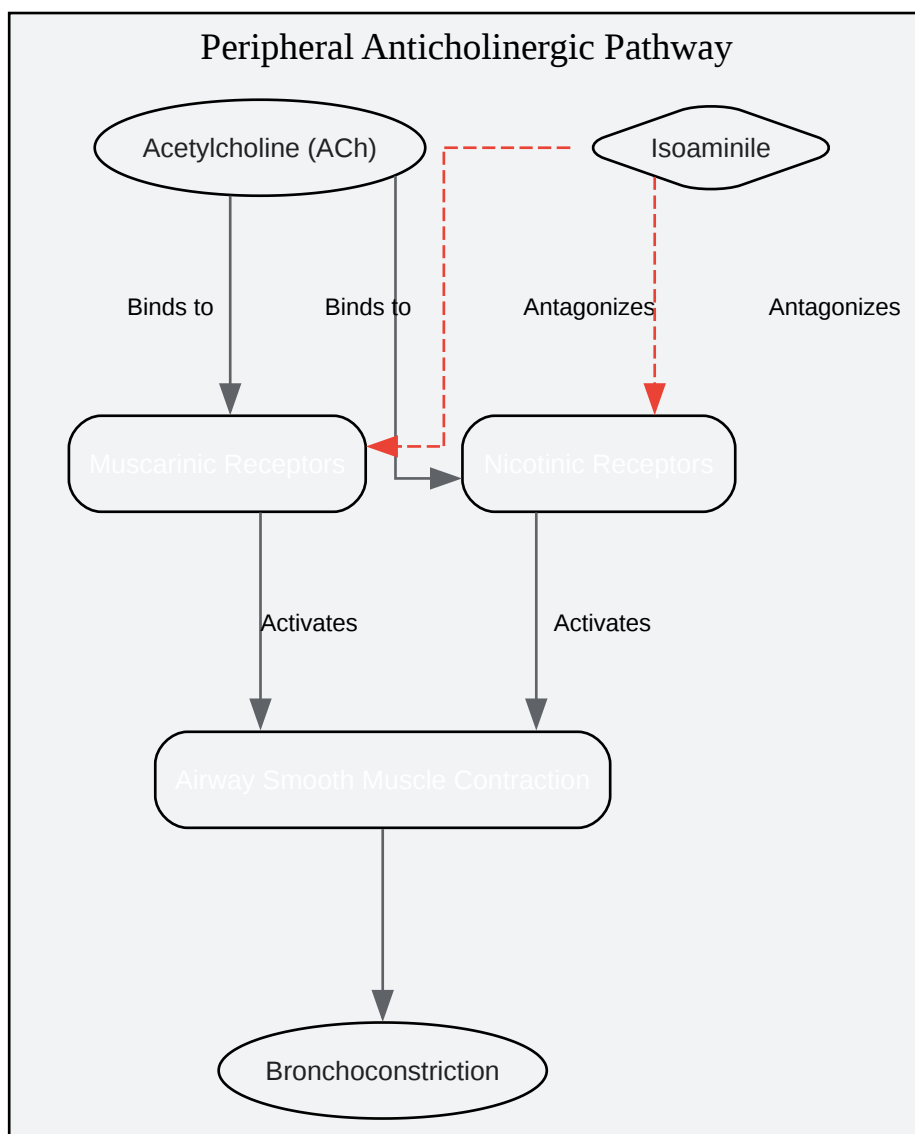 Peripheral Anticholinergic Pathway
Acetylcholine (ACh)
Isoaminile
Binds to
Binds to
Antagonizes
Antagonizes
Muscarinic Receptors
Nicotinic Receptors
Activates
Activates
Airway Smooth Muscle Contraction
Bronchoconstriction